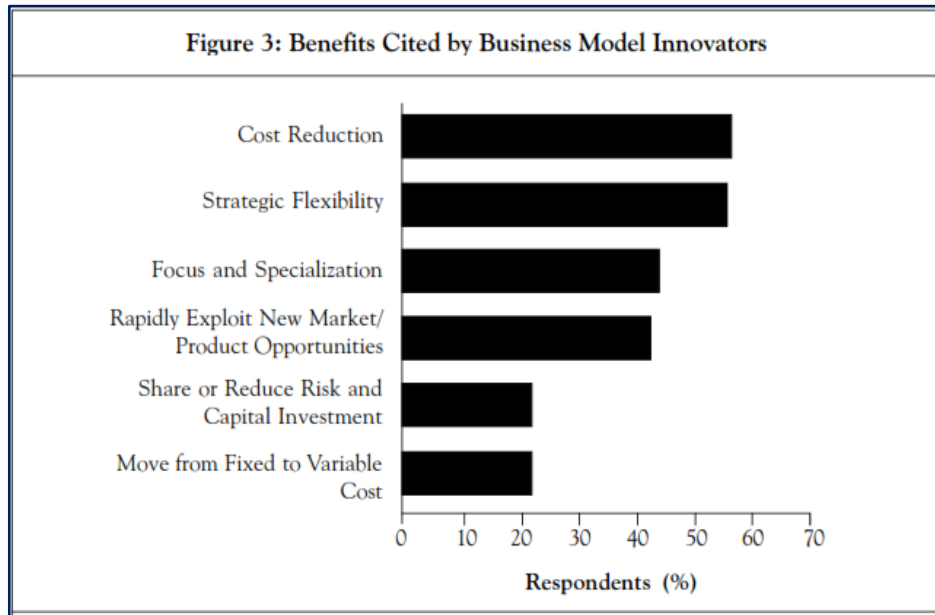 Figure 3: Benefits Cited by Business Model Innovators
Cost Reduction
Strategic Flexibility
Focus and Specialization
Rapidly Exploit New Market/
Product Opportunities
Share or Reduce Risk and
Capital Investment
Move from Fixed to Variable
Cost
0 10 20 30 40 50 60 70
Respondents (%)